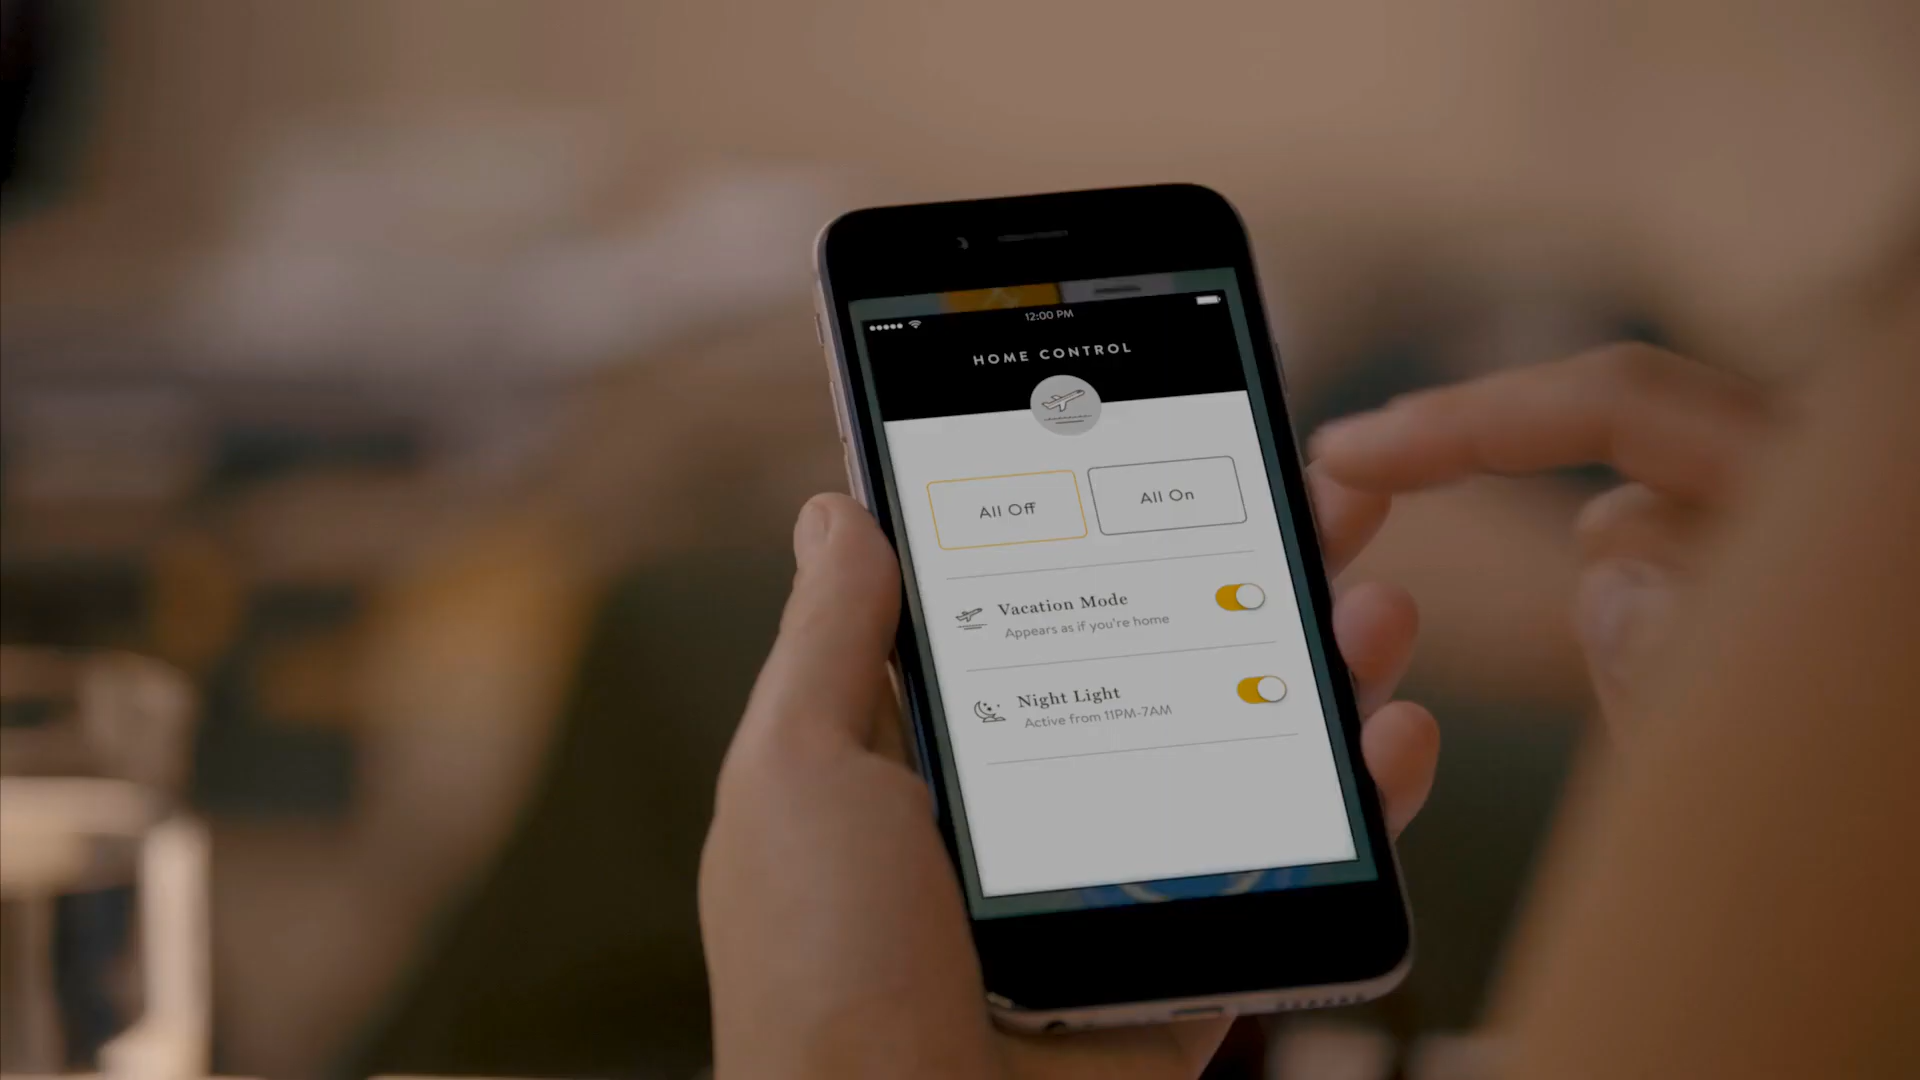 12:00 PM
HOME CONTROL
All Off
All On
Vacation Mode
Appears as if you're home
Night Light
Active from 11PM-7AM